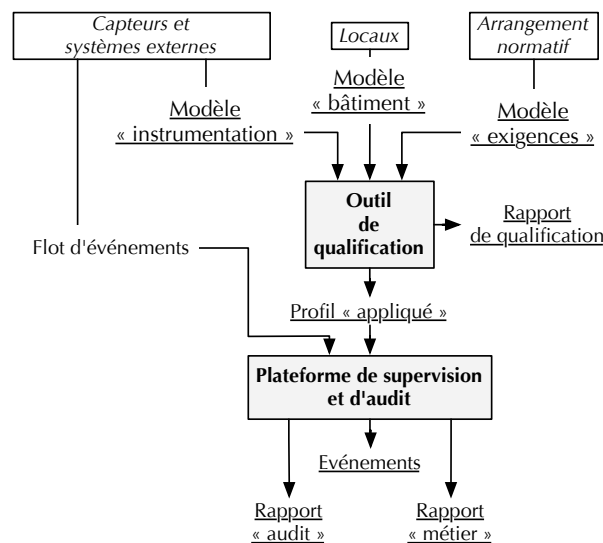 Capteurs et
systèmes externes
Locaux
Arrangement
normatif
Modèle
« instrumentation »
Modèle
« bâtiment »
Modèle
« exigences »
Outil
de
qualification
Rapport
de qualification
Flot d'événements
Profil « appliqué »
Plateforme de supervision
et d'audit
Evénements
Rapport
« audit »
Rapport
« métier »